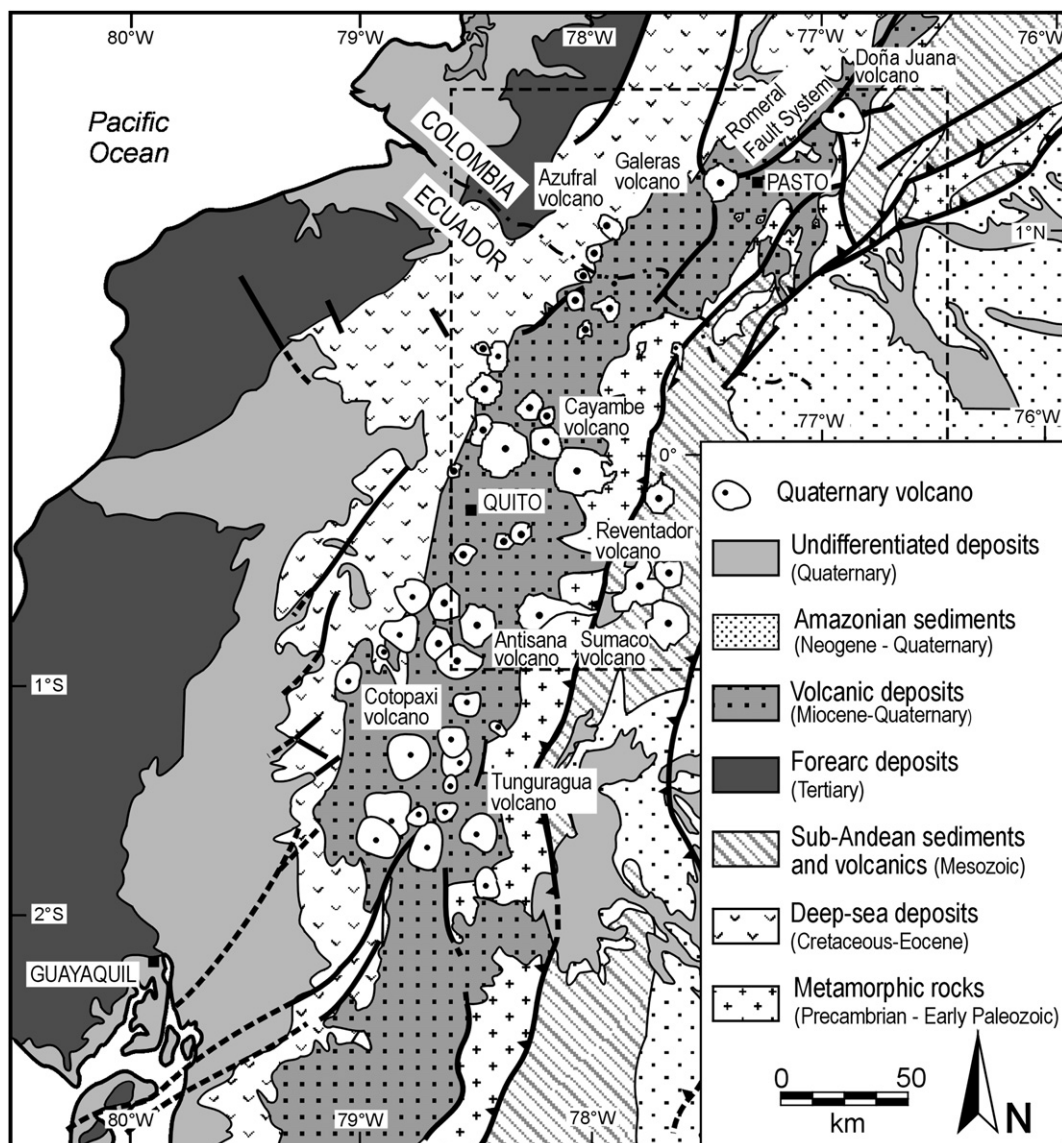 80°W
79°W
78°W
77°W
76°W
Pacific
Ocean
COLOMBIA
ECUADOR
Doña Juana
volcano
Romeral
Fault System
Galeras
volcano
Azufral
volcano
PASTO
1°N
77°W
76°W
Cayambe
volcano
0°
QUITO
Reventador
volcano
Antisana
volcano
Sumaco
volcano
1°S
Cotopaxi
volcano
Tunguragua
volcano
2°S
GUAYAQUIL
80°W
79°W
78°W
Quaternary volcano
Undifferentiated deposits
(Quaternary)
Amazonian sediments
(Neogene - Quaternary)
Volcanic deposits
(Miocene-Quaternary)
Forearc deposits
(Tertiary)
Sub-Andean sediments
and volcanics (Mesozoic)
Deep-sea deposits
(Cretaceous-Eocene)
Metamorphic rocks
(Precambrian - Early Paleozoic)
0 50
km
N